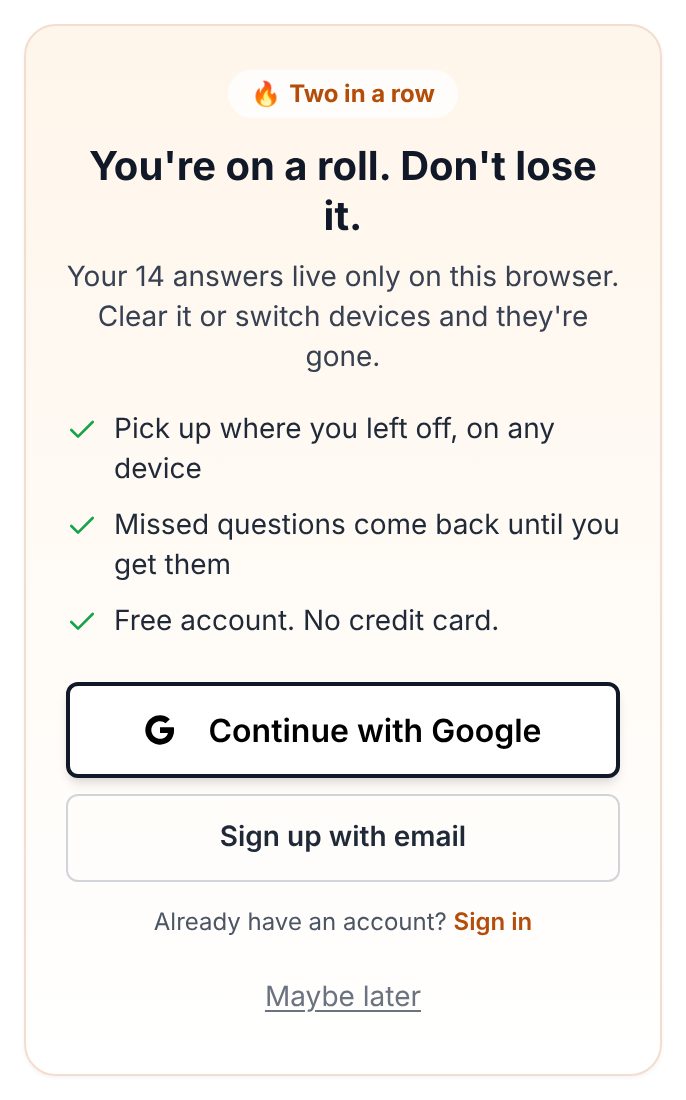 🔥 Two in a row
You're on a roll. Don't lose
it.
Your 14 answers live only on this browser.
Clear it or switch devices and they're
gone.
Pick up where you left off, on any
device
Missed questions come back until you
get them
Free account. No credit card.
Continue with Google
Sign up with email
Already have an account? Sign in
Maybe later